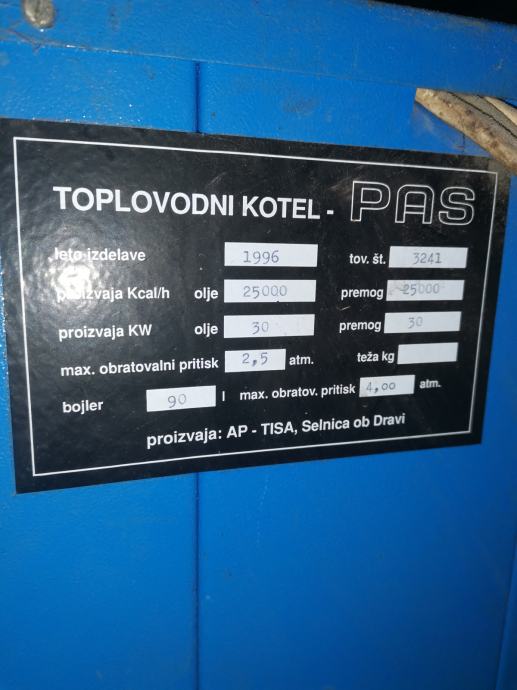 TOPLOVODNI KOTEL - PAS
leto izdelave 1996 tov. št. 3241
proizvaja Kcal/h olje 25000 premog 25000
proizvaja KW olje 30 premog 30
max. obratovalni pritisk 2,5 atm. teža kg
bojler 90 l max. obratov. pritisk 4,00 atm.
proizvaja: AP - TISA, Selnica ob Dravi